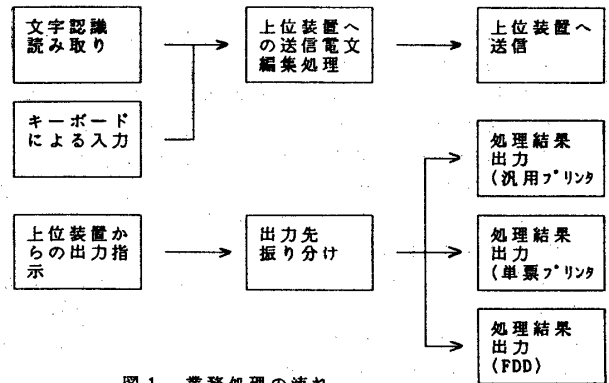 文字認識
読み取り
上位装置へ
の送信電文
編集処理
上位装置へ
送信
キーボード
による入力
処理結果
出力
(汎用プリンタ
上位装置か
らの出力指
示
出力先
振り分け
処理結果
出力
(単票プリンタ
処理結果
出力
(FDD)
図1 業務処理の流れ